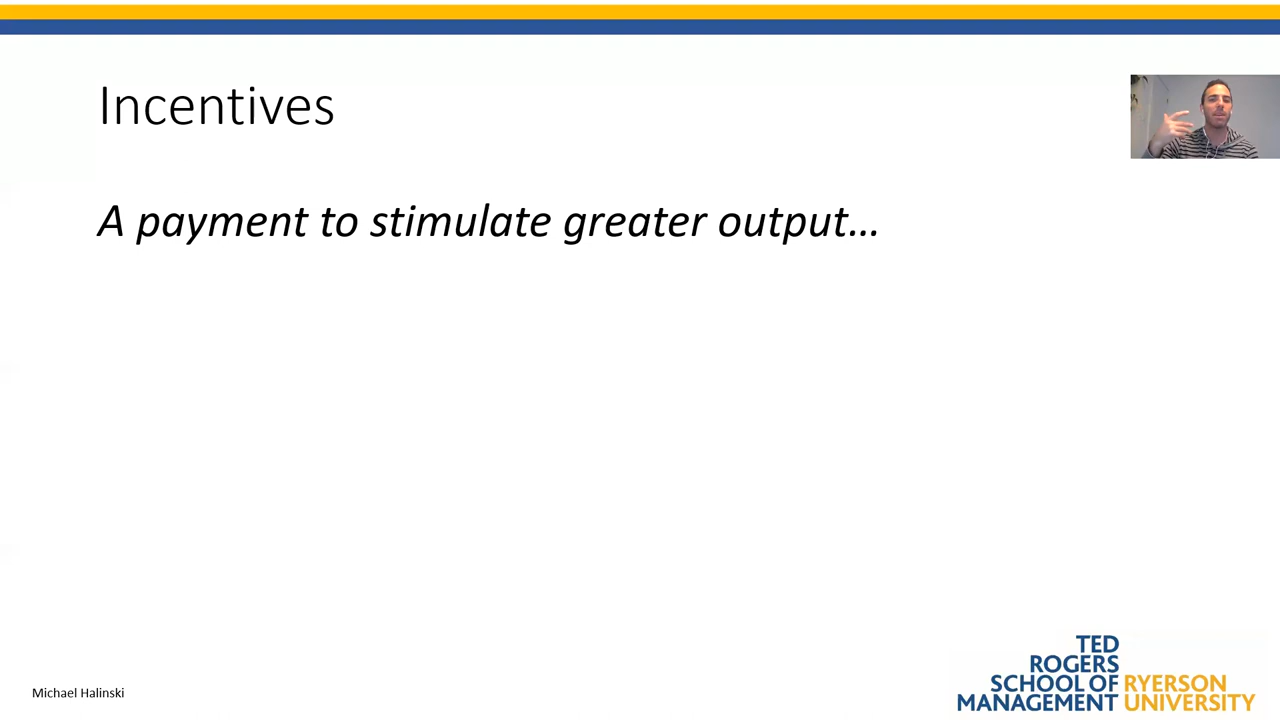 Incentives
A payment to stimulate greater output…
Michael Halinski
TED
ROGERS
SCHOOL OF RYERSON
MANAGEMENT UNIVERSITY